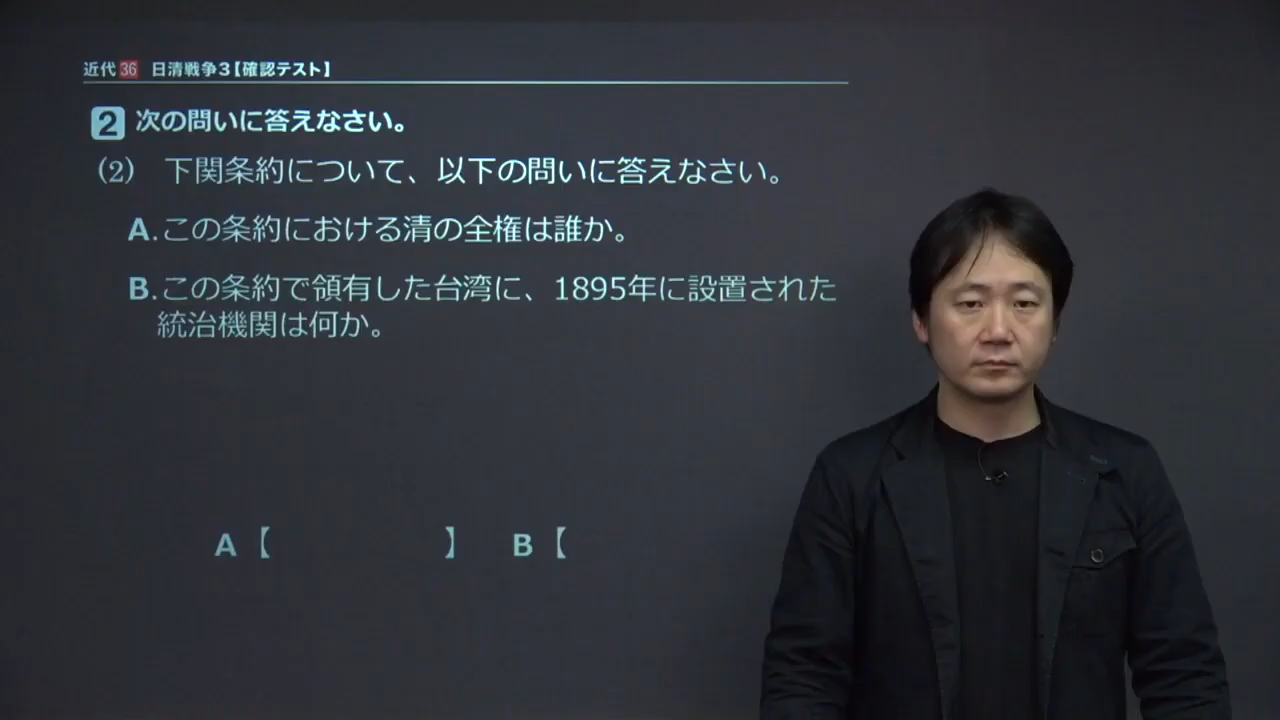 近代36 日清戦争3【確認テスト】
2 次の問いに答えなさい。
(2) 下関条約について、以下の問いに答えなさい。
A.この条約における清の全権は誰か。
B.この条約で領有した台湾に、1895年に設置された
統治機関は何か。
A【 】 B【